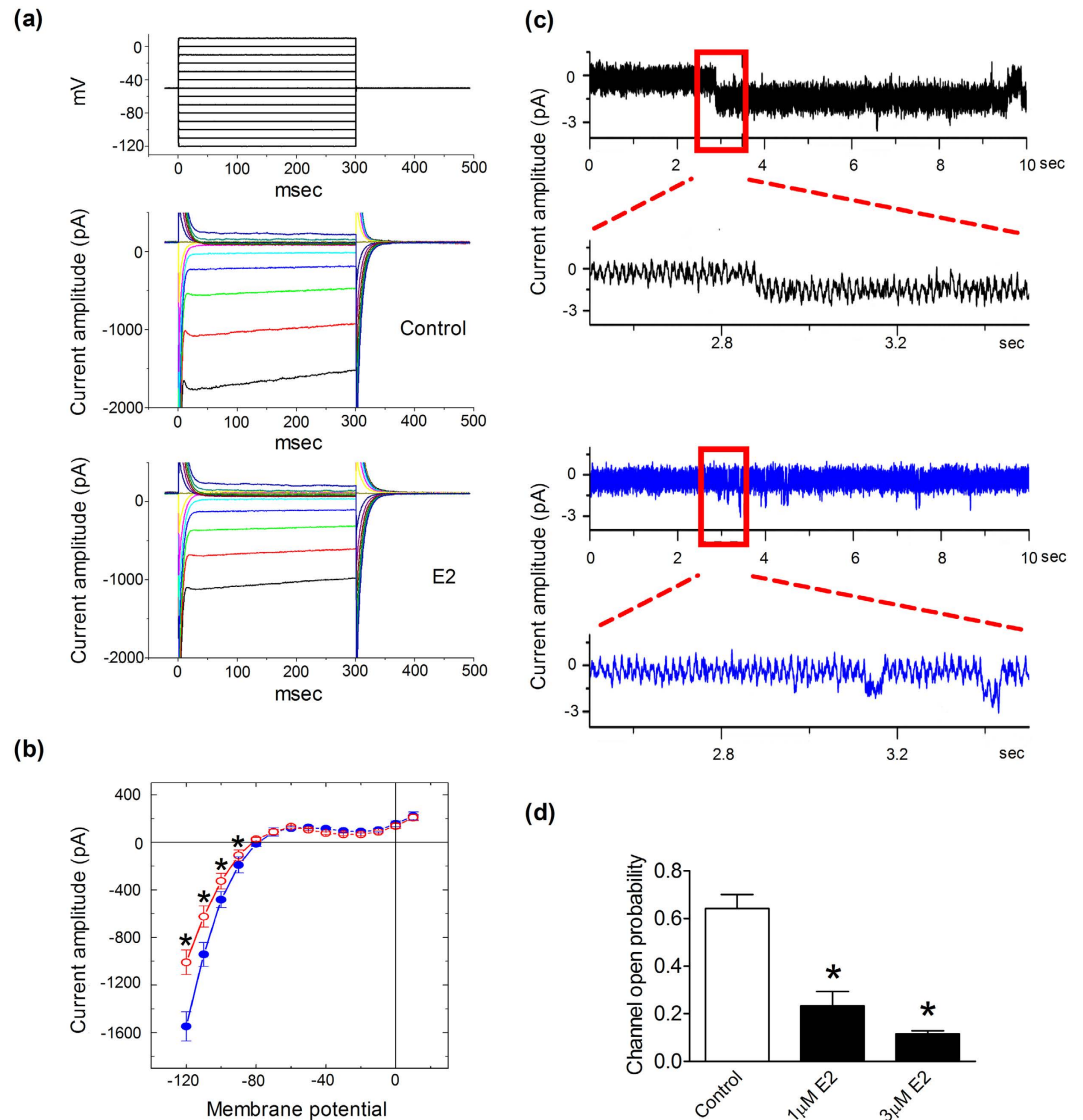 (a)
mV
0
-40
-80
-120
0 100 200 300 400 500
msec
Current amplitude (pA)
0
-1000
-2000
Control
0 100 200 300 400 500
msec
Current amplitude (pA)
0
-1000
-2000
E2
0 100 200 300 400 500
msec
(b)
Current amplitude (pA)
400
0
-400
-800
-1200
-1600
* * * *
-120 -80 -40 0
Membrane potential
(c)
Current amplitude (pA)
0
-3
0 2 4 6 8 10 sec
0
-3
2.8 3.2 sec
Current amplitude (pA)
0
-3
0 2 4 6 8 10 sec
0
-3
2.8 3.2 sec
(d)
Channel open probability
0.8
0.6
0.4
0.2
0.0
* *
Control 1μM E2 3μM E2